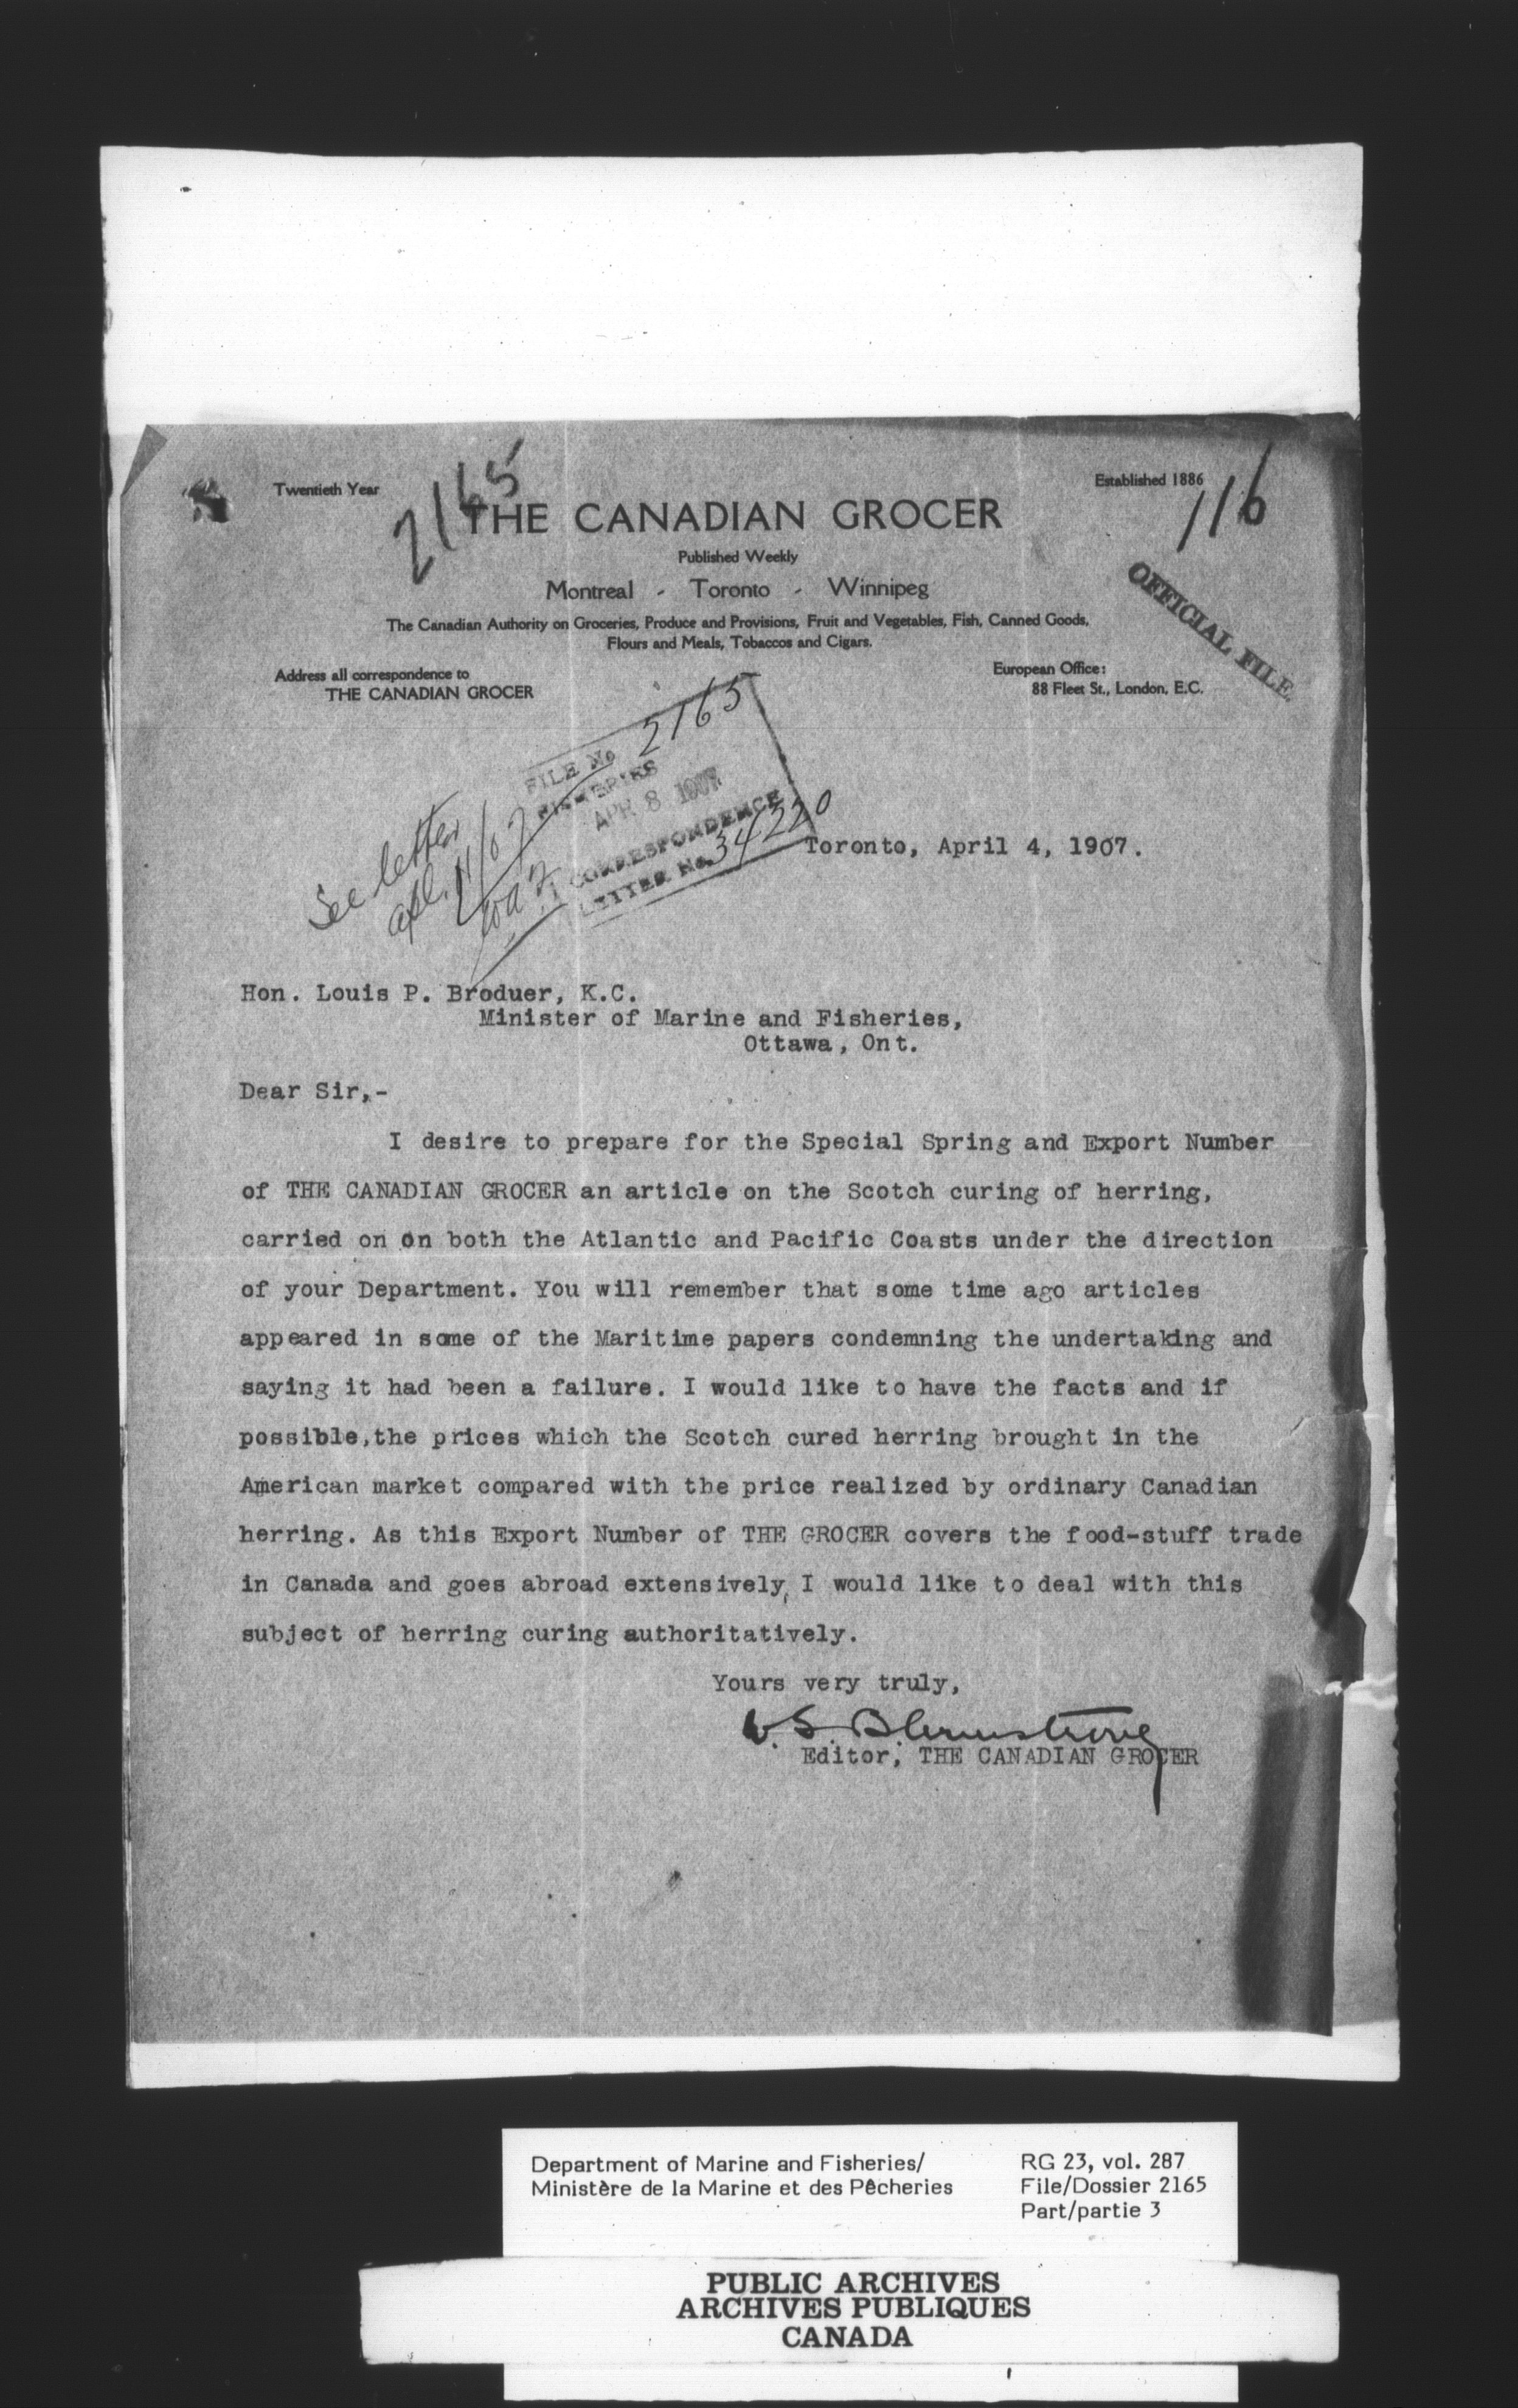 Twentieth Year
Established 1886
2165
116
THE CANADIAN GROCER
Published Weekly
Montreal - Toronto - Winnipeg
The Canadian Authority on Groceries, Produce and Provisions, Fruit and Vegetables, Fish, Canned Goods,
Flours and Meals, Tobaccos and Cigars.
OFFICIAL FILE.
Address all correspondence to
THE CANADIAN GROCER
European Office:
88 Fleet St., London, E.C.
FILE No 2165
FISHERIES
APR 8 1907
CORRESPONDENCE
LETTER No. 34220
See letter
Toronto, April 4, 1907.
Hon. Louis P. Broduer, K.C.
Minister of Marine and Fisheries,
Ottawa, Ont.
Dear Sir,-
I desire to prepare for the Special Spring and Export Number
of THE CANADIAN GROCER an article on the Scotch curing of herring,
carried on on both the Atlantic and Pacific Coasts under the direction
of your Department. You will remember that some time ago articles
appeared in some of the Maritime papers condemning the undertaking and
saying it had been a failure. I would like to have the facts and if
possible,the prices which the Scotch cured herring brought in the
American market compared with the price realized by ordinary Canadian
herring. As this Export Number of THE GROCER covers the food-stuff trade
in Canada and goes abroad extensively, I would like to deal with this
subject of herring curing authoritatively.
Yours very truly,
Editor, THE CANADIAN GROCER
Department of Marine and Fisheries/
Ministère de la Marine et des Pêcheries
RG 23, vol. 287
File/Dossier 2165
Part/partie 3
PUBLIC ARCHIVES
ARCHIVES PUBLIQUES
CANADA